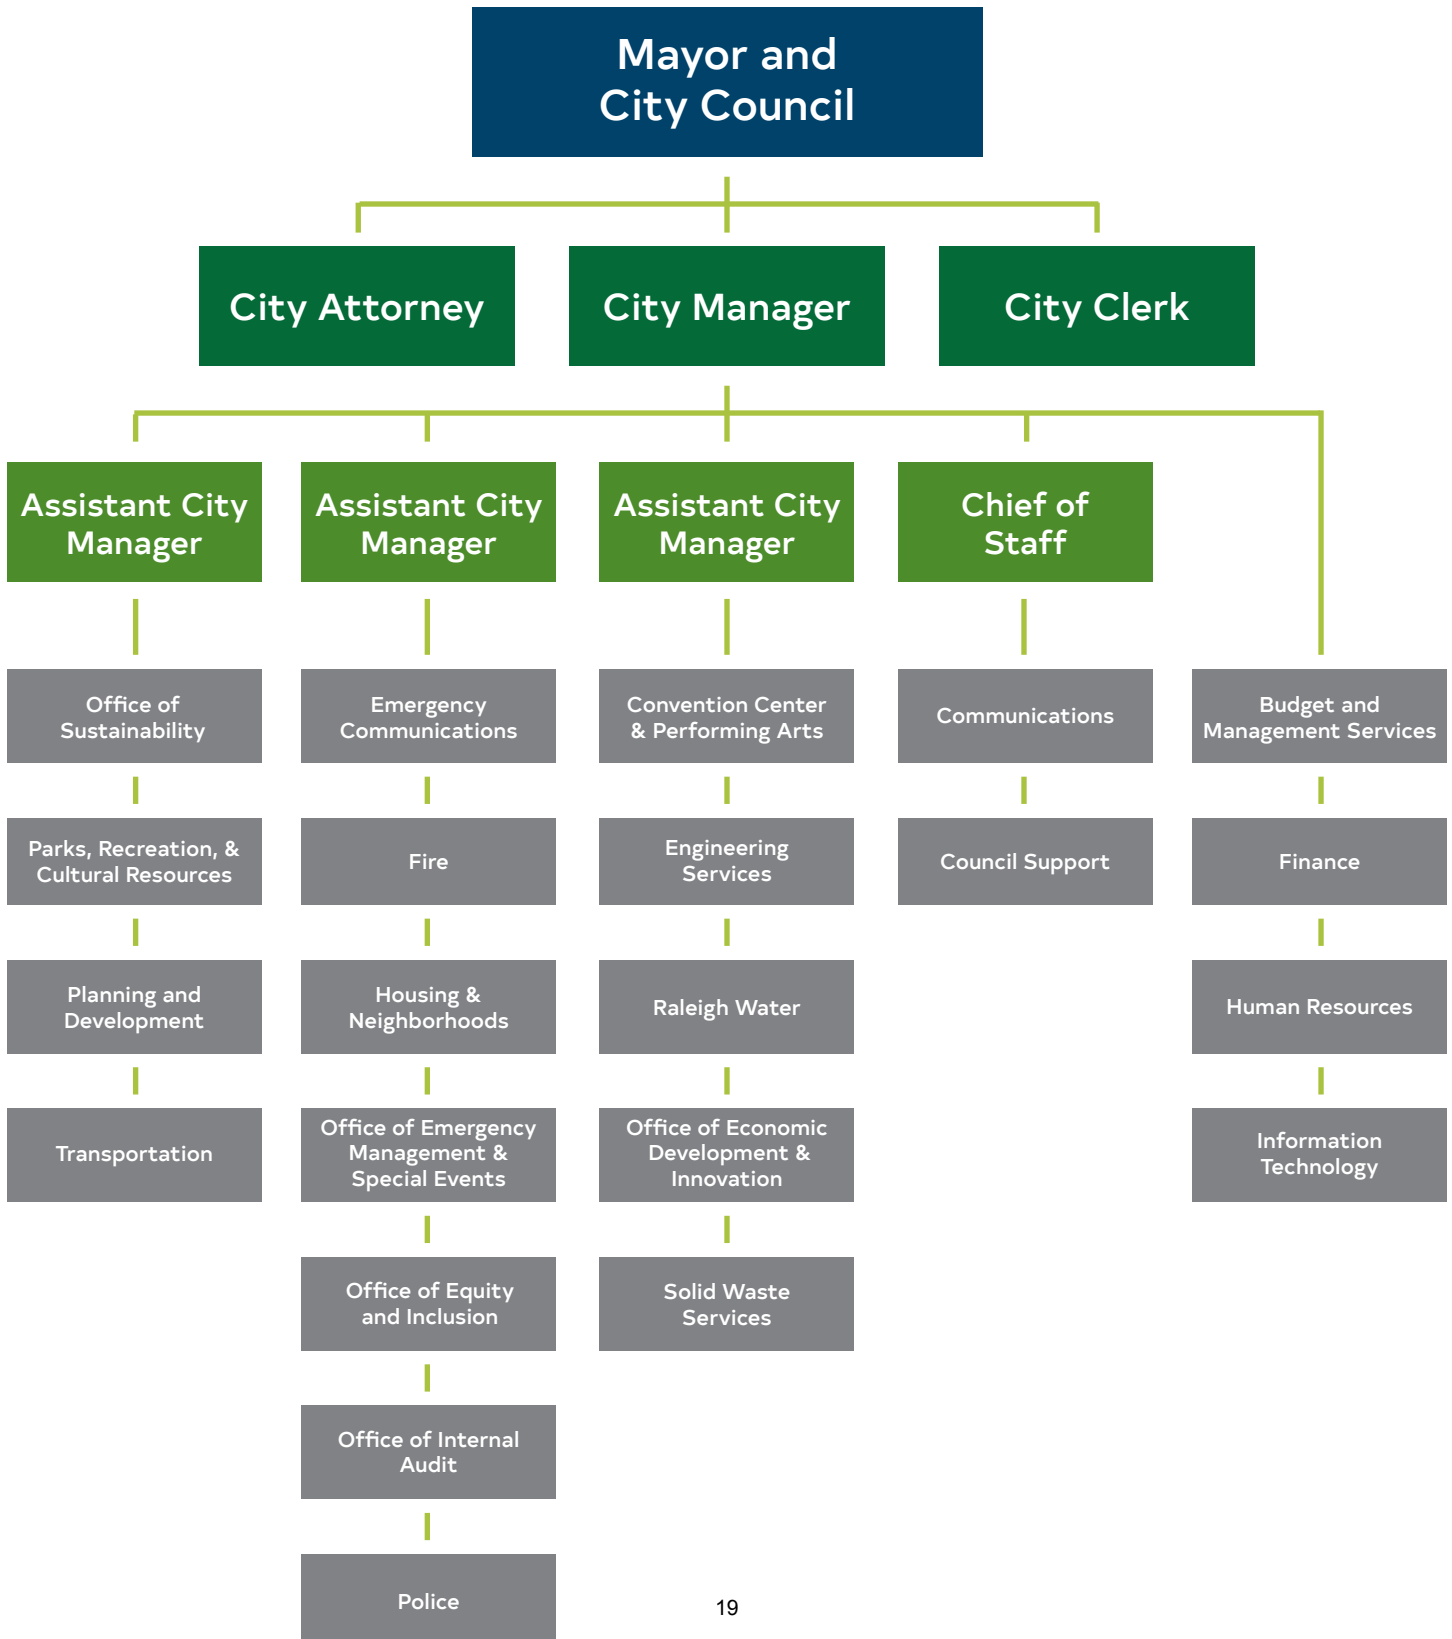 Mayor and
City Council
City Attorney
City Manager
City Clerk
Assistant City
Manager
Assistant City
Manager
Assistant City
Manager
Chief of
Staff
Office of
Sustainability
Emergency
Communications
Convention Center
& Performing Arts
Communications
Budget and
Management Services
Parks, Recreation, &
Cultural Resources
Fire
Engineering
Services
Council Support
Finance
Planning and
Development
Housing &
Neighborhoods
Raleigh Water
Human Resources
Transportation
Office of Emergency
Management &
Special Events
Office of Economic
Development &
Innovation
Information
Technology
Office of Equity
and Inclusion
Solid Waste
Services
Office of Internal
Audit
Police
19